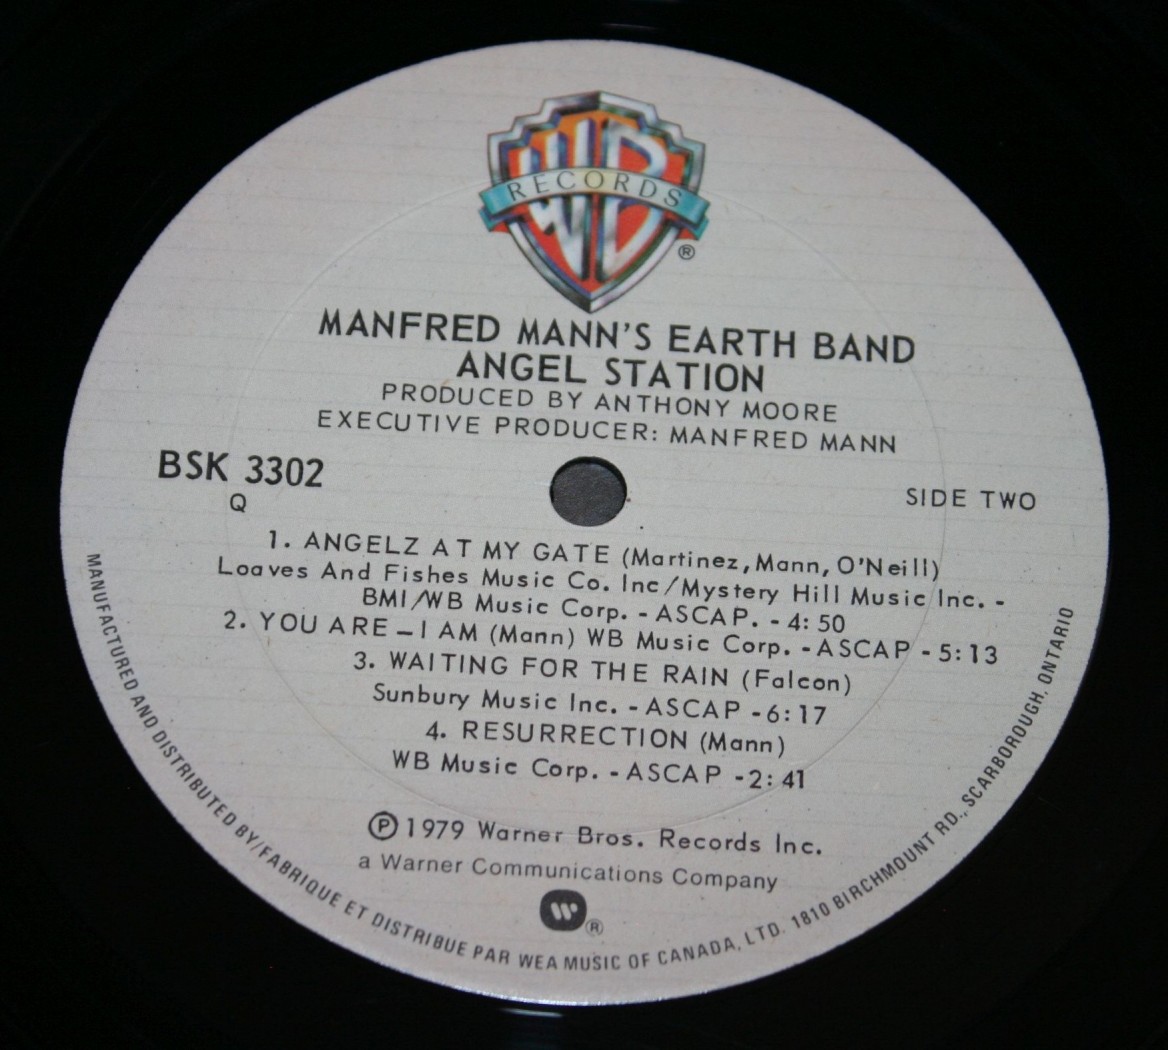 WB
RECORDS
®
MANFRED MANN'S EARTH BAND
ANGEL STATION
PRODUCED BY ANTHONY MOORE
EXECUTIVE PRODUCER: MANFRED MANN
BSK 3302
Q
SIDE TWO
1. ANGELZ AT MY GATE (Martinez, Mann, O'Neill)
Loaves And Fishes Music Co. Inc/Mystery Hill Music Inc. -
BMI/WB Music Corp. - ASCAP. - 4:50
2. YOU ARE – I AM (Mann) WB Music Corp. - ASCAP - 5:13
3. WAITING FOR THE RAIN (Falcon)
Sunbury Music Inc. - ASCAP - 6:17
4. RESURRECTION (Mann)
WB Music Corp. - ASCAP - 2:41
℗ 1979 Warner Bros. Records Inc.
a Warner Communications Company
W ®
MANUFACTURED AND DISTRIBUTED BY/FABRIQUE ET DISTRIBUE PAR WEA MUSIC OF CANADA, LTD. 1810 BIRCHMOUNT RD., SCARBOROUGH, ONTARIO